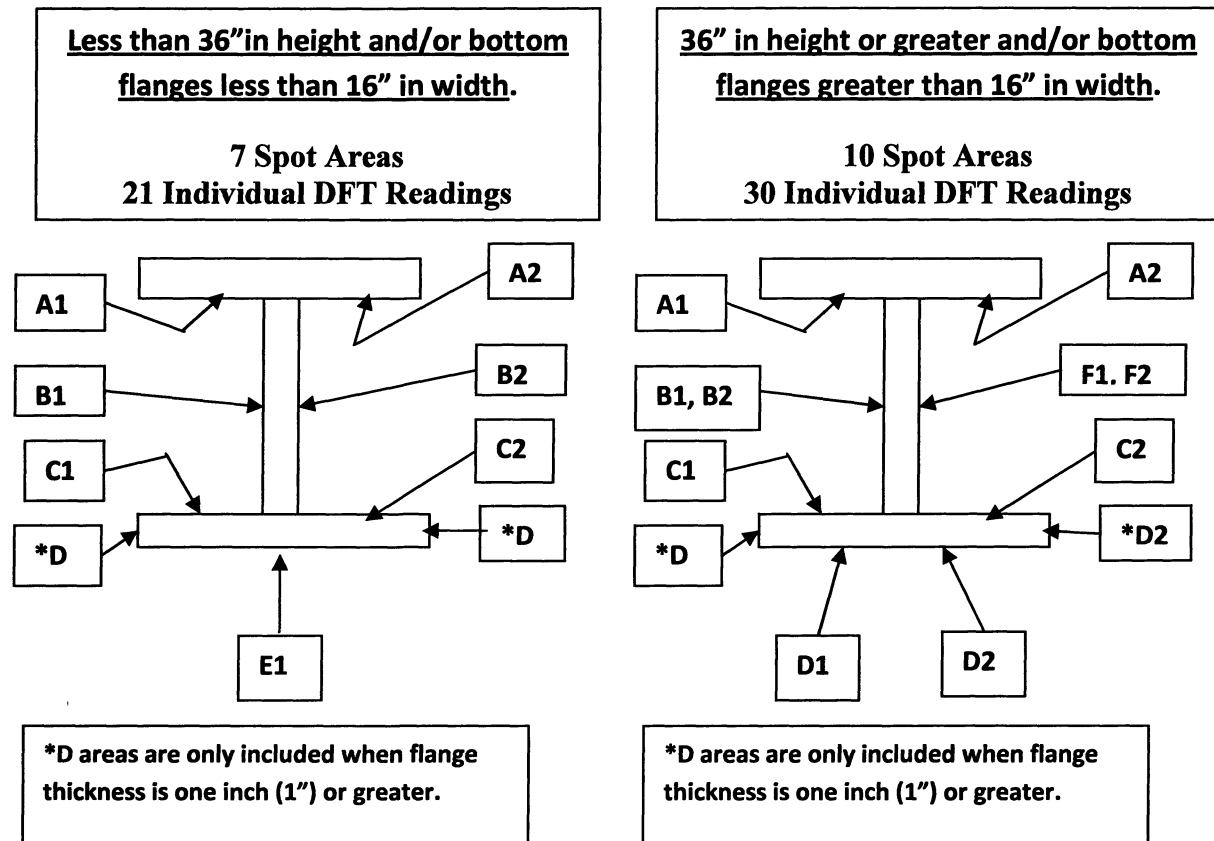 Less than 36”in height and/or bottom
flanges less than 16” in width.
7 Spot Areas
21 Individual DFT Readings
A1
A2
B1
B2
C1
C2
*D
*D
E1
*D areas are only included when flange
thickness is one inch (1”) or greater.
36” in height or greater and/or bottom
flanges greater than 16” in width.
10 Spot Areas
30 Individual DFT Readings
A1
A2
B1, B2
F1. F2
C1
C2
*D
*D2
D1
D2
*D areas are only included when flange
thickness is one inch (1”) or greater.